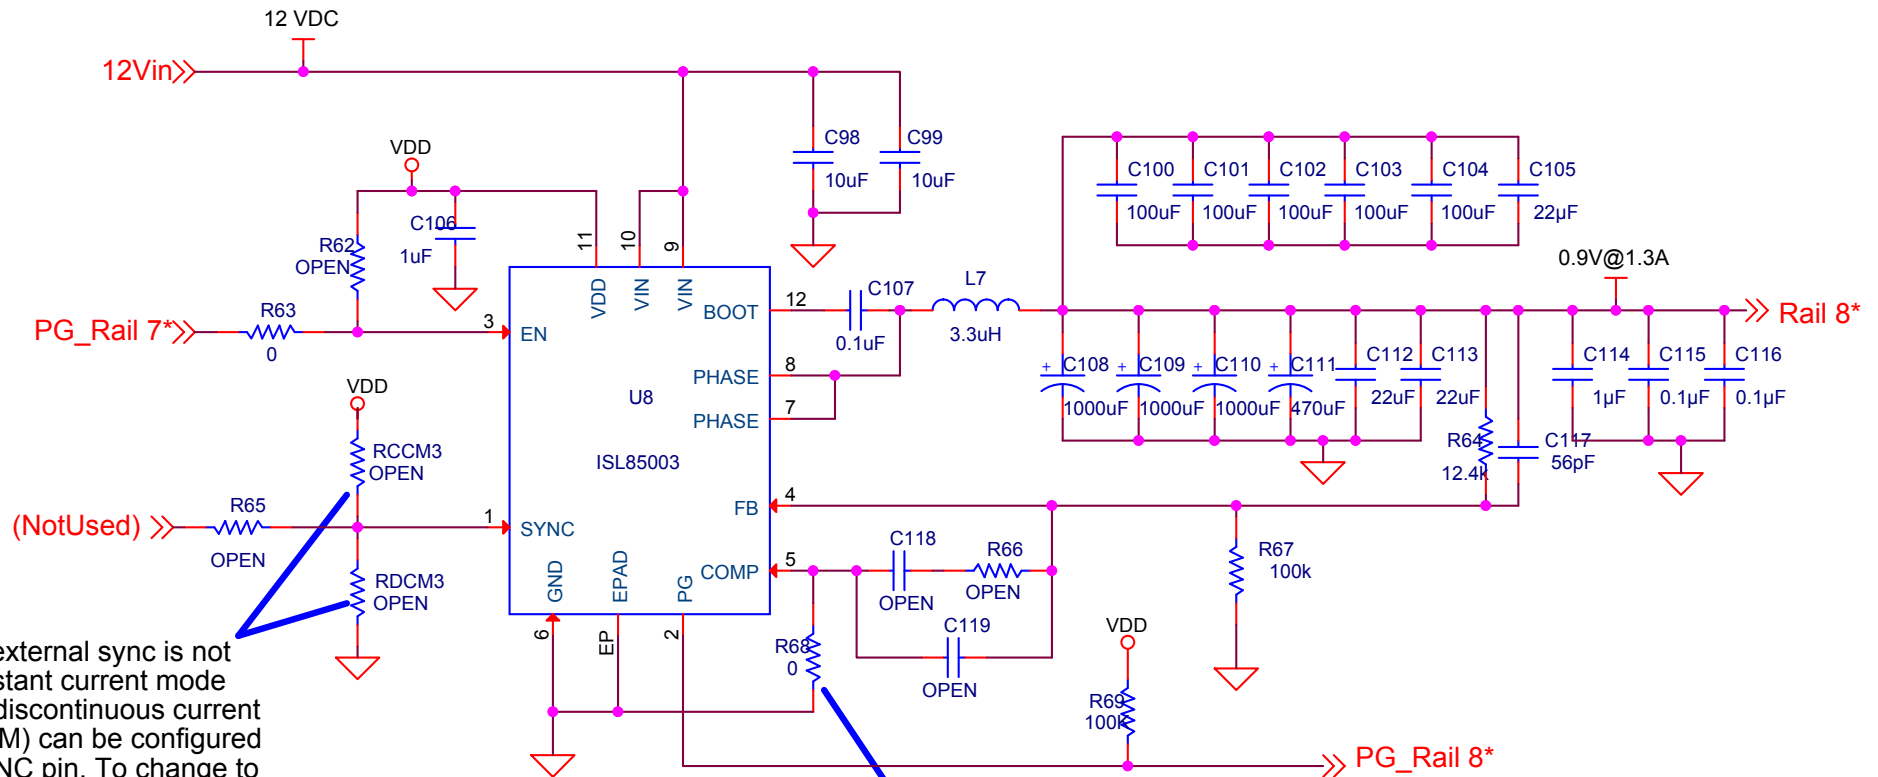 12 VDC
12Vin
VDD
C98
10uF
C99
10uF
C100
100uF
C101
100uF
C102
100uF
C103
100uF
C104
100uF
C105
22µF
C106
1uF
R62
OPEN
11
10
9
VDD
VIN
VIN
0.9V@1.3A
PG_Rail 7*
R63
0
3
EN
BOOT
12
C107
0.1uF
L7
3.3uH
Rail 8*
PHASE
8
PHASE
7
U8
ISL85003
+
C108
1000uF
+
C109
1000uF
+
C110
1000uF
+
C111
470uF
C112
22uF
C113
22uF
C114
1µF
C115
0.1µF
C116
0.1µF
R64
12.4k
C117
56pF
VDD
RCCM3
OPEN
(NotUsed)
R65
OPEN
1
SYNC
FB
4
RDCM3
OPEN
GND
EPAD
PG
COMP
5
C118
OPEN
R66
OPEN
R67
100k
C119
OPEN
6
EP
2
R68
0
VDD
R69
100K
PG_Rail 8*
external sync is not
stant current mode
discontinuous current
M) can be configured
NC pin. To change to